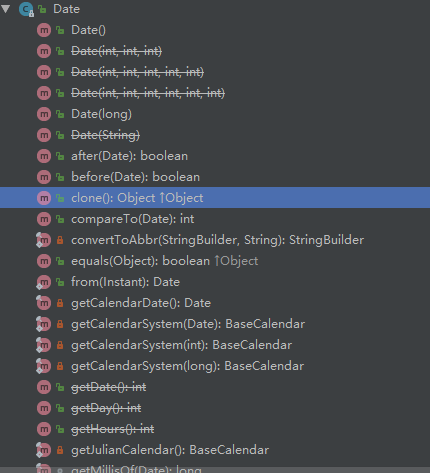 Date
Date()
Date(int, int, int)
Date(int, int, int, int, int)
Date(int, int, int, int, int, int)
Date(long)
Date(String)
after(Date): boolean
before(Date): boolean
clone(): Object ↑Object
compareTo(Date): int
convertToAbbr(StringBuilder, String): StringBuilder
equals(Object): boolean ↑Object
from(Instant): Date
getCalendarDate(): Date
getCalendarSystem(Date): BaseCalendar
getCalendarSystem(int): BaseCalendar
getCalendarSystem(long): BaseCalendar
getDate(): int
getDay(): int
getHours(): int
getJulianCalendar(): BaseCalendar
getMillisOf(Date): long